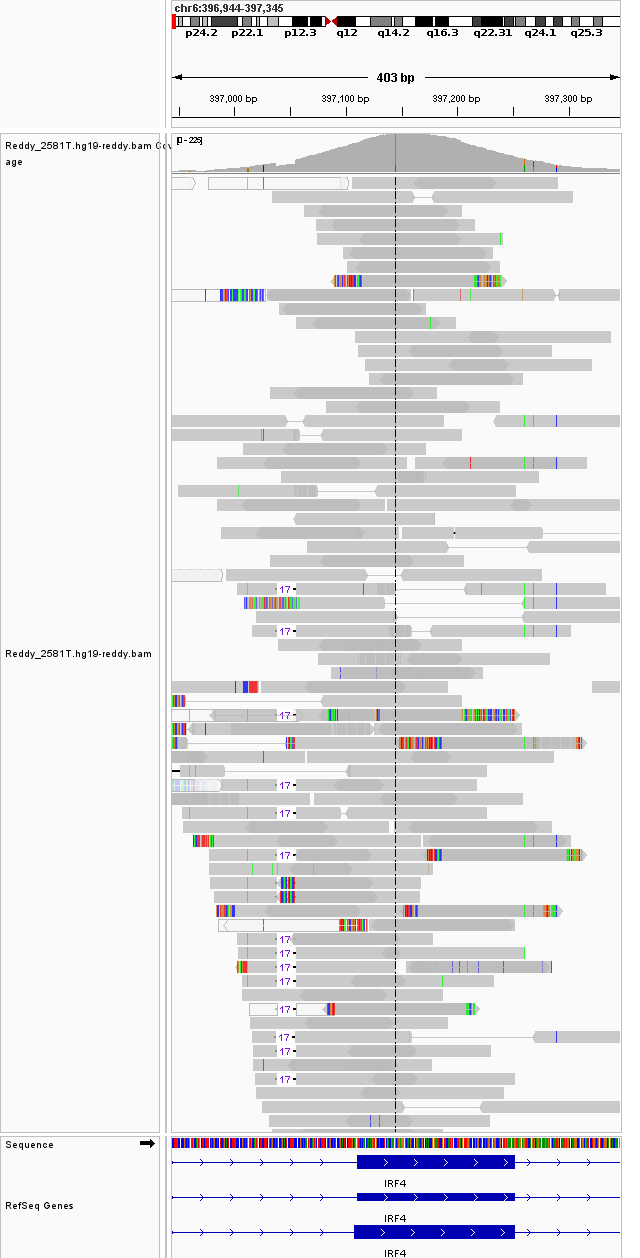 chr6:396,944-397,345
p24.2 p22.1 p12.3 q12 q14.2 q16.3 q22.31 q24.1 q25.3
403 bp
397,000 bp 397,100 bp 397,200 bp 397,300 bp
[0 - 225]
Reddy_2581T.hg19-reddy.bam Cov
age
17
17
Reddy_2581T.hg19-reddy.bam
17
17
17
17
17
17
17
17
17
17
17
17
Sequence
IRF4
RefSeq Genes
IRF4
IRF4